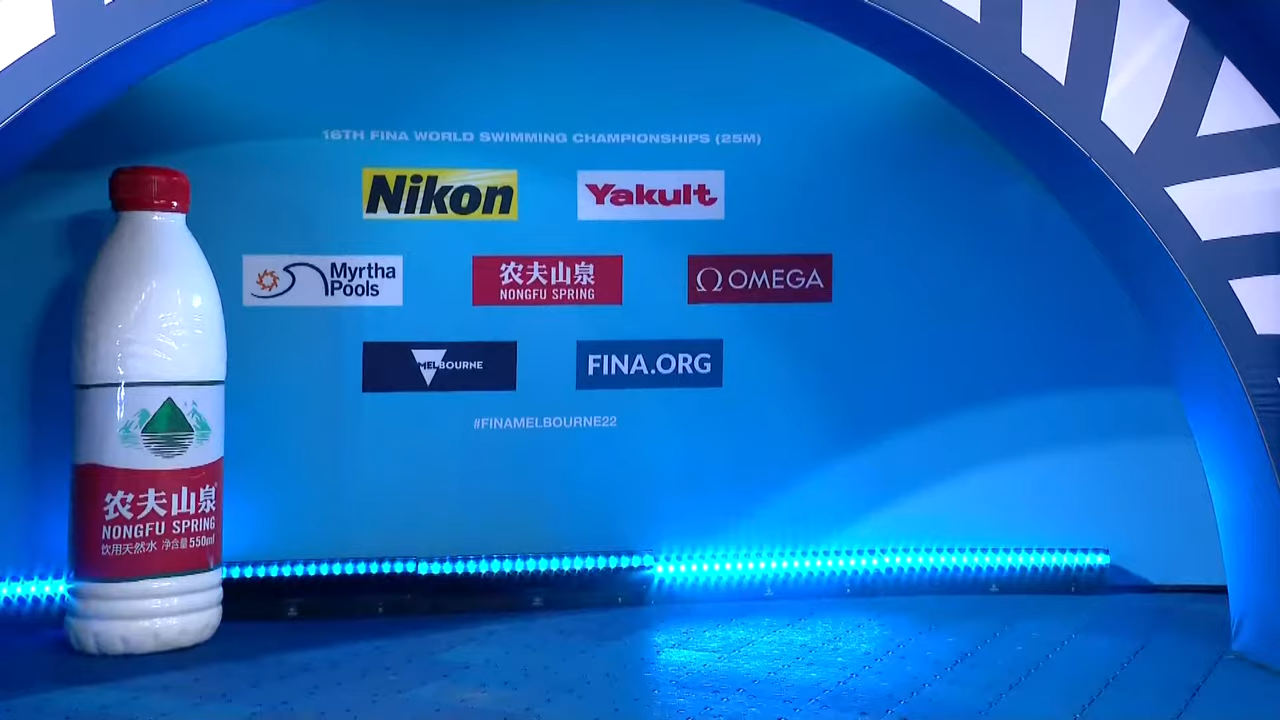 16TH FINA WORLD SWIMMING CHAMPIONSHIPS (25M)
Nikon
Yakult
Myrtha
Pools
农夫山泉
NONGFU SPRING
OMEGA
MELBOURNE
FINA.ORG
#FINAMELBOURNE22
农夫山泉
NONGFU SPRING
饮用天然水 净含量550ml